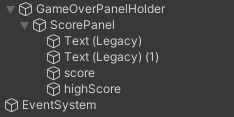 GameOverPanelHolder
ScorePanel
Text (Legacy)
Text (Legacy) (1)
score
highScore
EventSystem